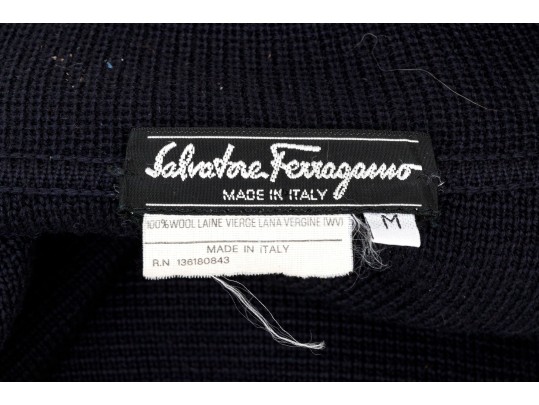 Salvatore Ferragamo
MADE IN ITALY
M
100% WOOL LAINE VIERGE LANA VERGINE (WV)
MADE IN ITALY
R.N 136180843